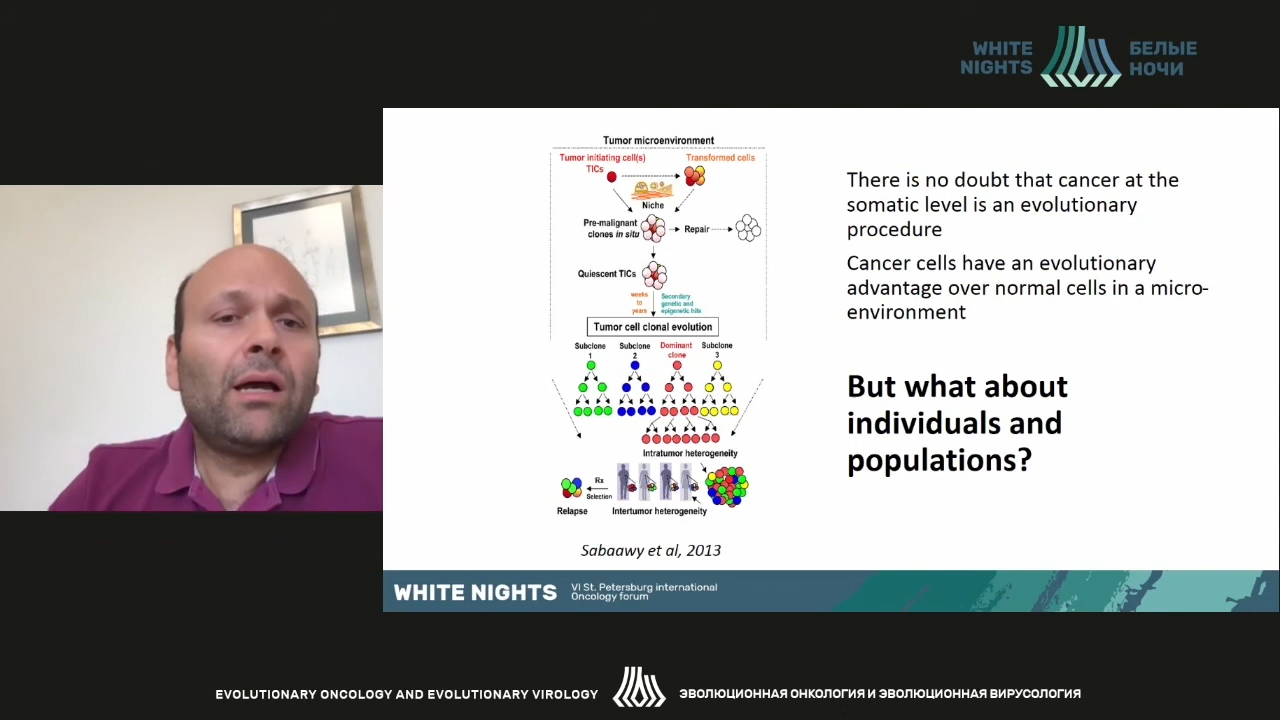 WHITE
NIGHTS
БЕЛЫЕ
НОЧИ
Tumor microenvironment
Tumor initiating cell(s)
TICs
Transformed cells
Niche
Pre-malignant
clones in situ
Repair
Quiescent TICs
weeks
to
years
Secondary
genetic and
epigenetic hits
Tumor cell clonal evolution
Subclone
1
Subclone
2
Dominant
clone
Subclone
3
Intratumor heterogeneity
Rx
Selection
Relapse
Intertumor heterogeneity
Sabaawy et al, 2013
There is no doubt that cancer at the
somatic level is an evolutionary
procedure
Cancer cells have an evolutionary
advantage over normal cells in a micro-
environment
But what about
individuals and
populations?
WHITE NIGHTS
VI St. Petersburg international
Oncology forum
EVOLUTIONARY ONCOLOGY AND EVOLUTIONARY VIROLOGY
ЭВОЛЮЦИОННАЯ ОНКОЛОГИЯ И ЭВОЛЮЦИОННАЯ ВИРУСОЛОГИЯ